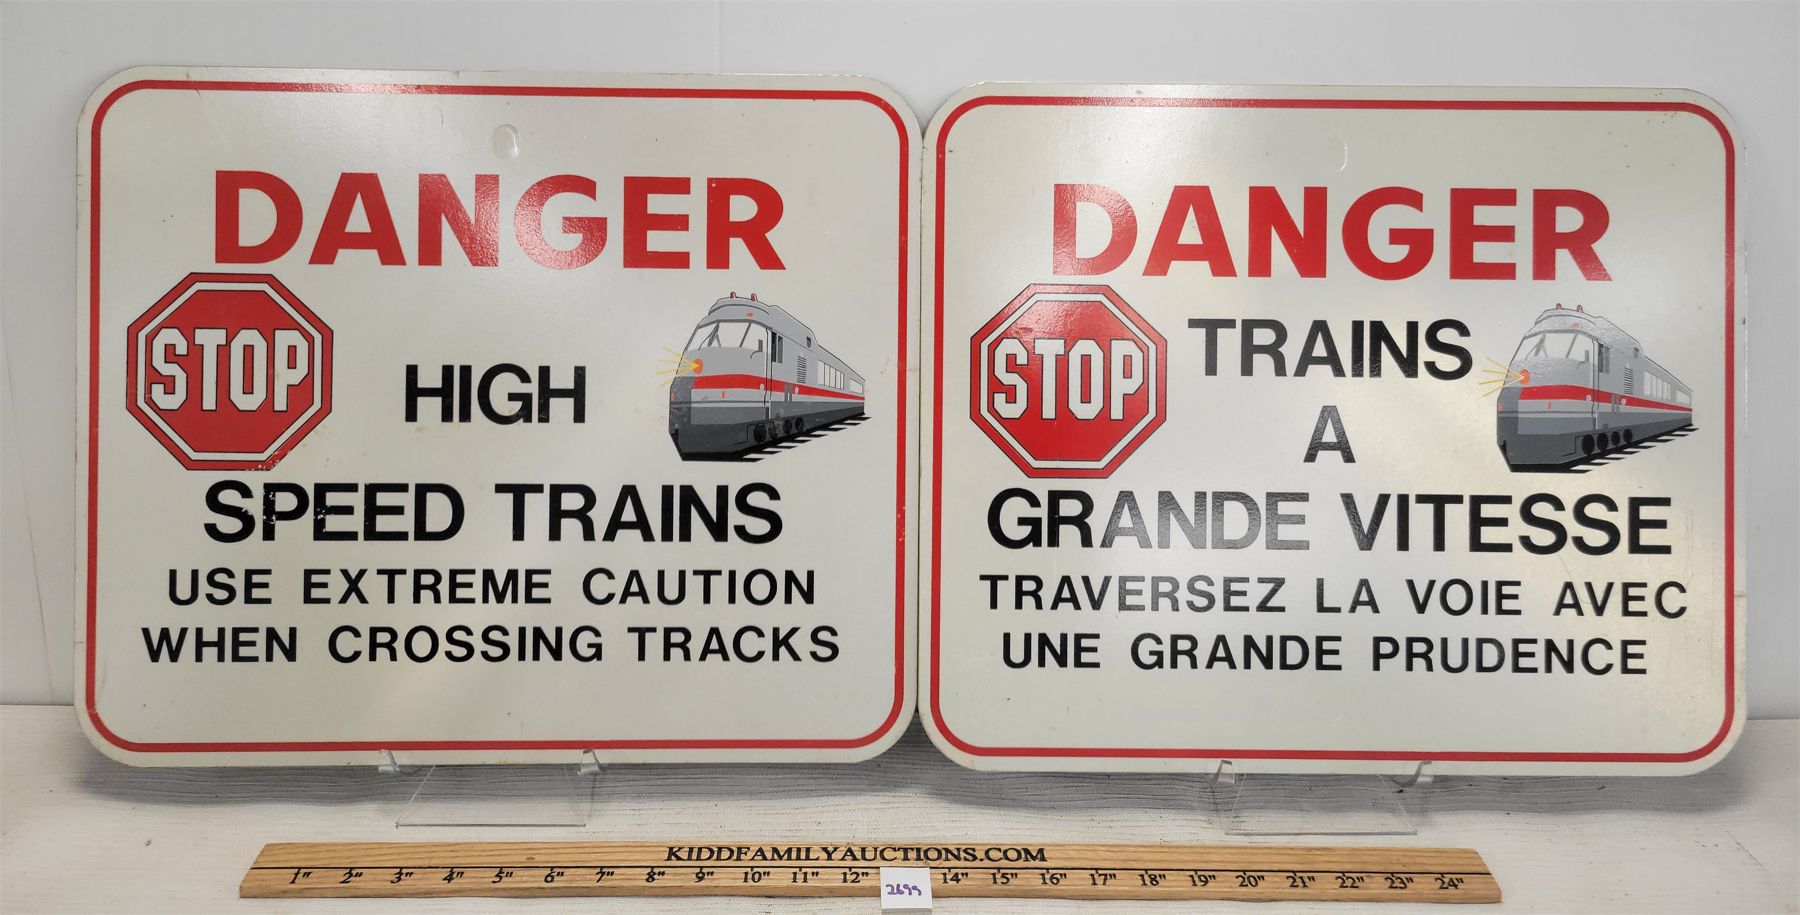 DANGER
STOP
HIGH
SPEED TRAINS
USE EXTREME CAUTION
WHEN CROSSING TRACKS
DANGER
STOP
TRAINS
A
GRANDE VITESSE
TRAVERSEZ LA VOIE AVEC
UNE GRANDE PRUDENCE
KIDDFAMILYAUCTIONS.COM
1" 2" 3" 4" 5" 6" 7" 8" 9" 10" 11" 12" 14" 15" 16" 17" 18" 19" 20" 21" 22" 23" 24"
2699